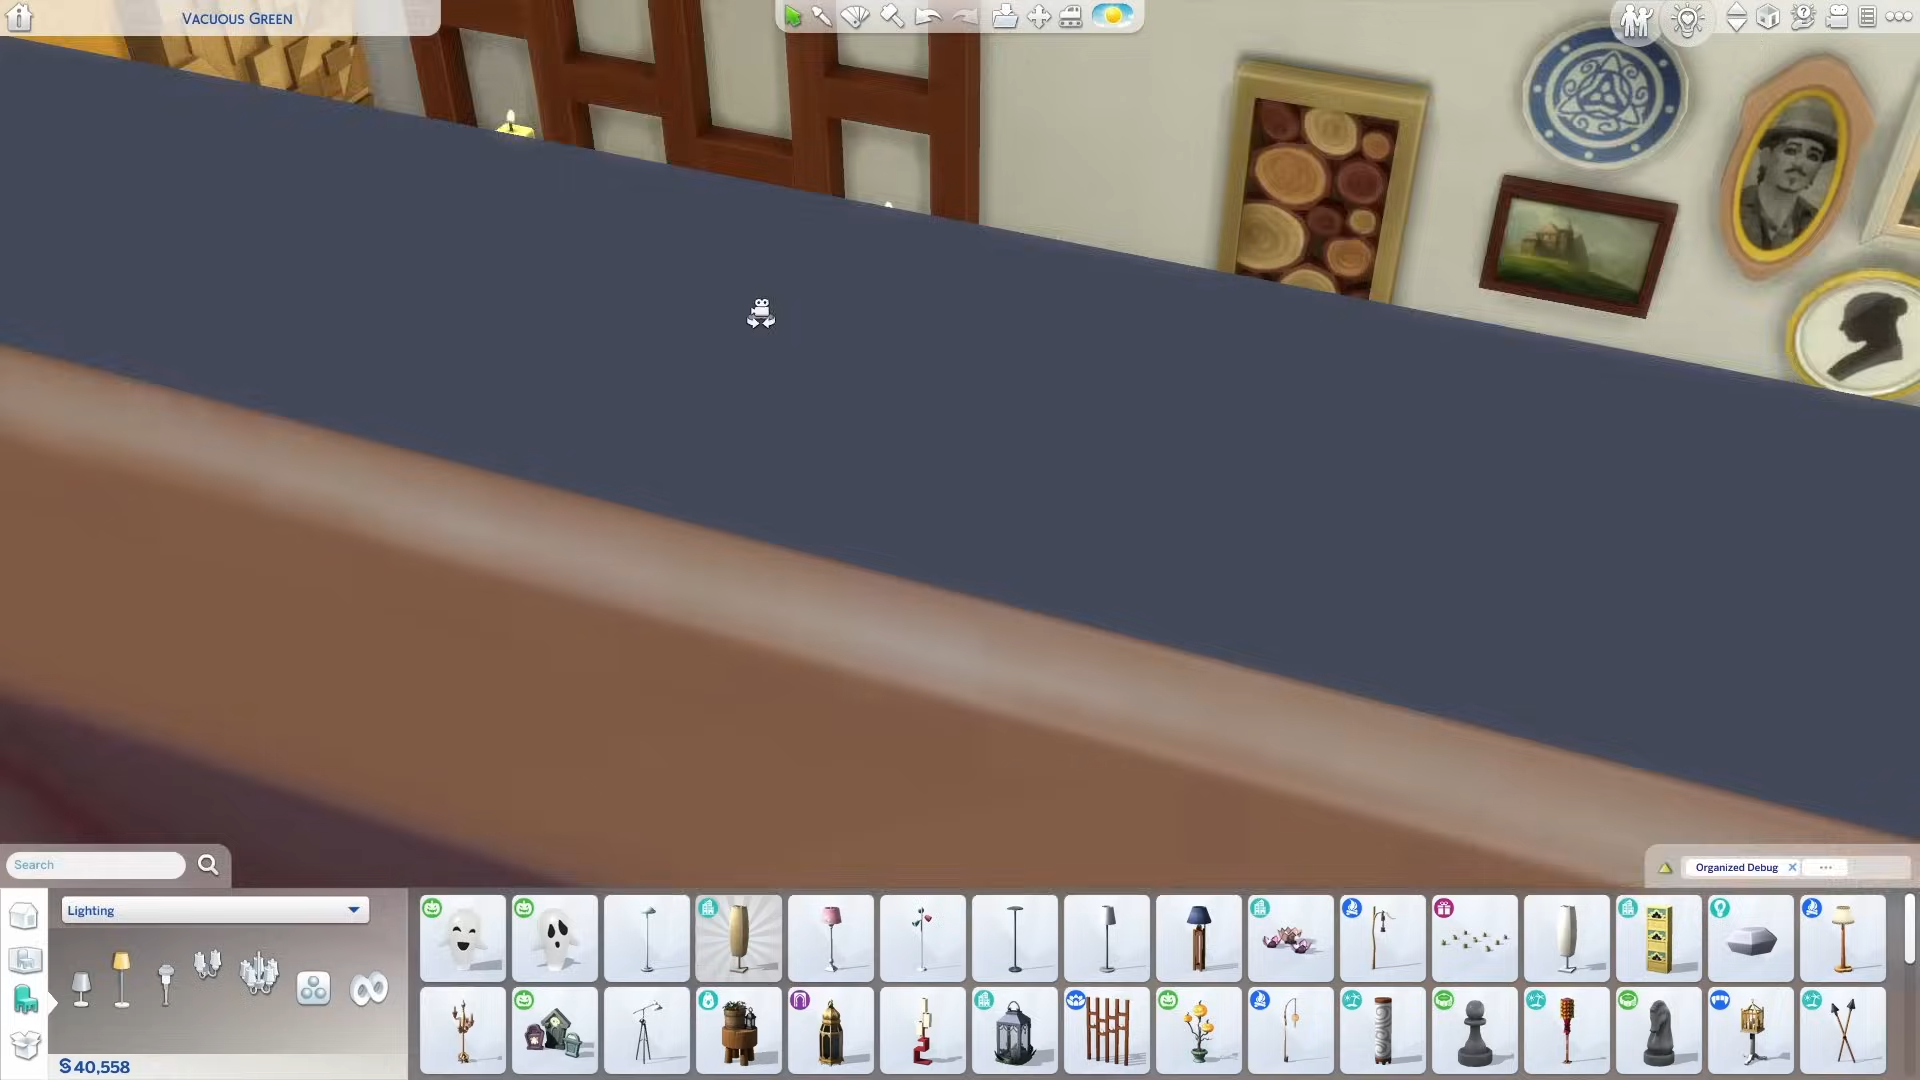 Vacuous Green
Search
Organized Debug
Lighting
§40,558